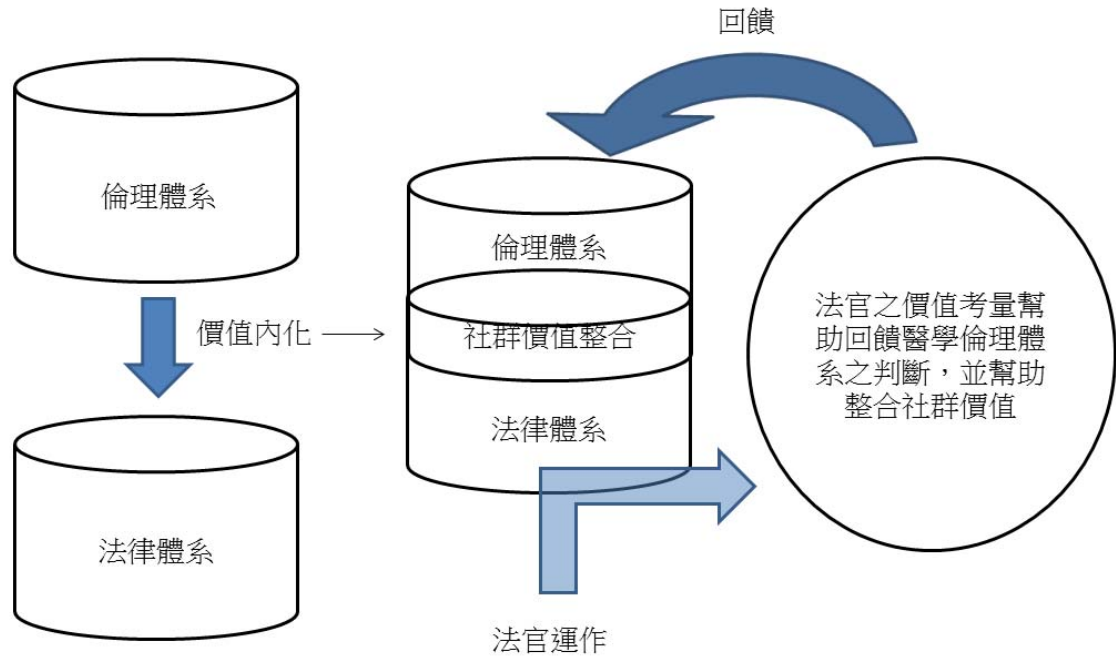 回饋
倫理體系
價值內化
法律體系
倫理體系
社群價值整合
法律體系
法官之價值考量幫
助回饋醫學倫理體
系之判斷，並幫助
整合社群價值
法官運作